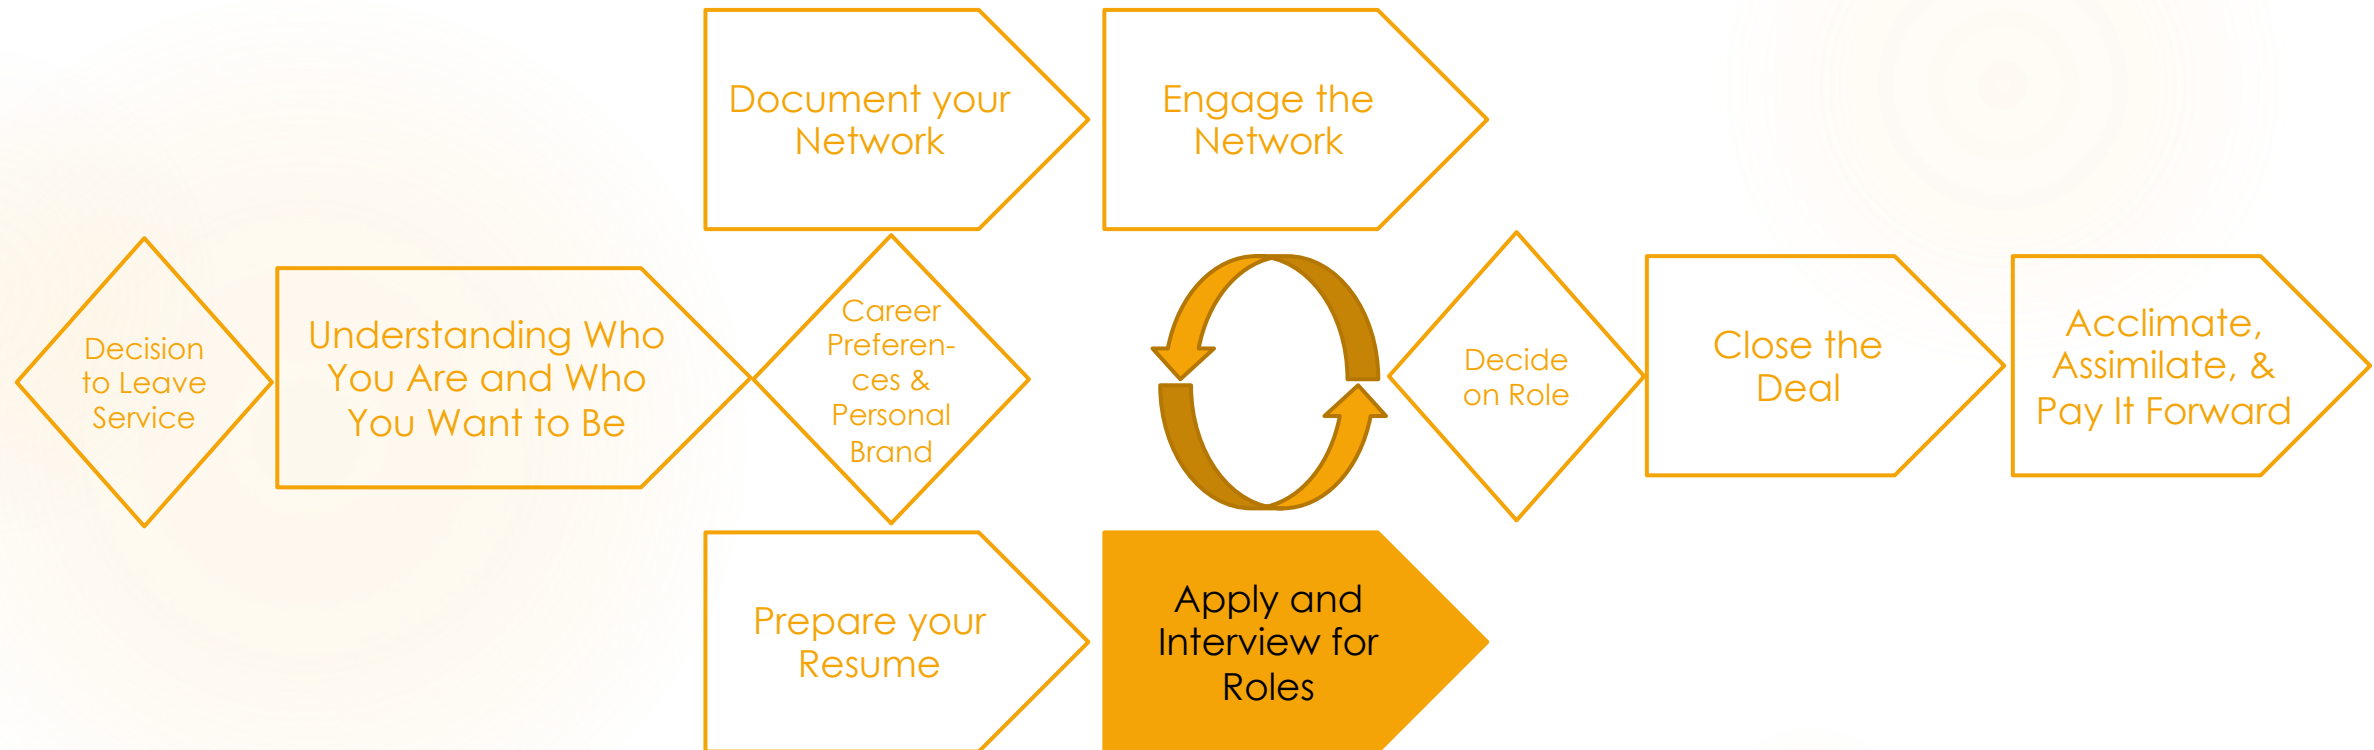 Document your
Network
Engage the
Network
Decision
to Leave
Service
Understanding Who
You Are and Who
You Want to Be
Career
Preferen-
ces &
Personal
Brand
Decide
on Role
Close the
Deal
Acclimate,
Assimilate, &
Pay It Forward
Prepare your
Resume
Apply and
Interview for
Roles